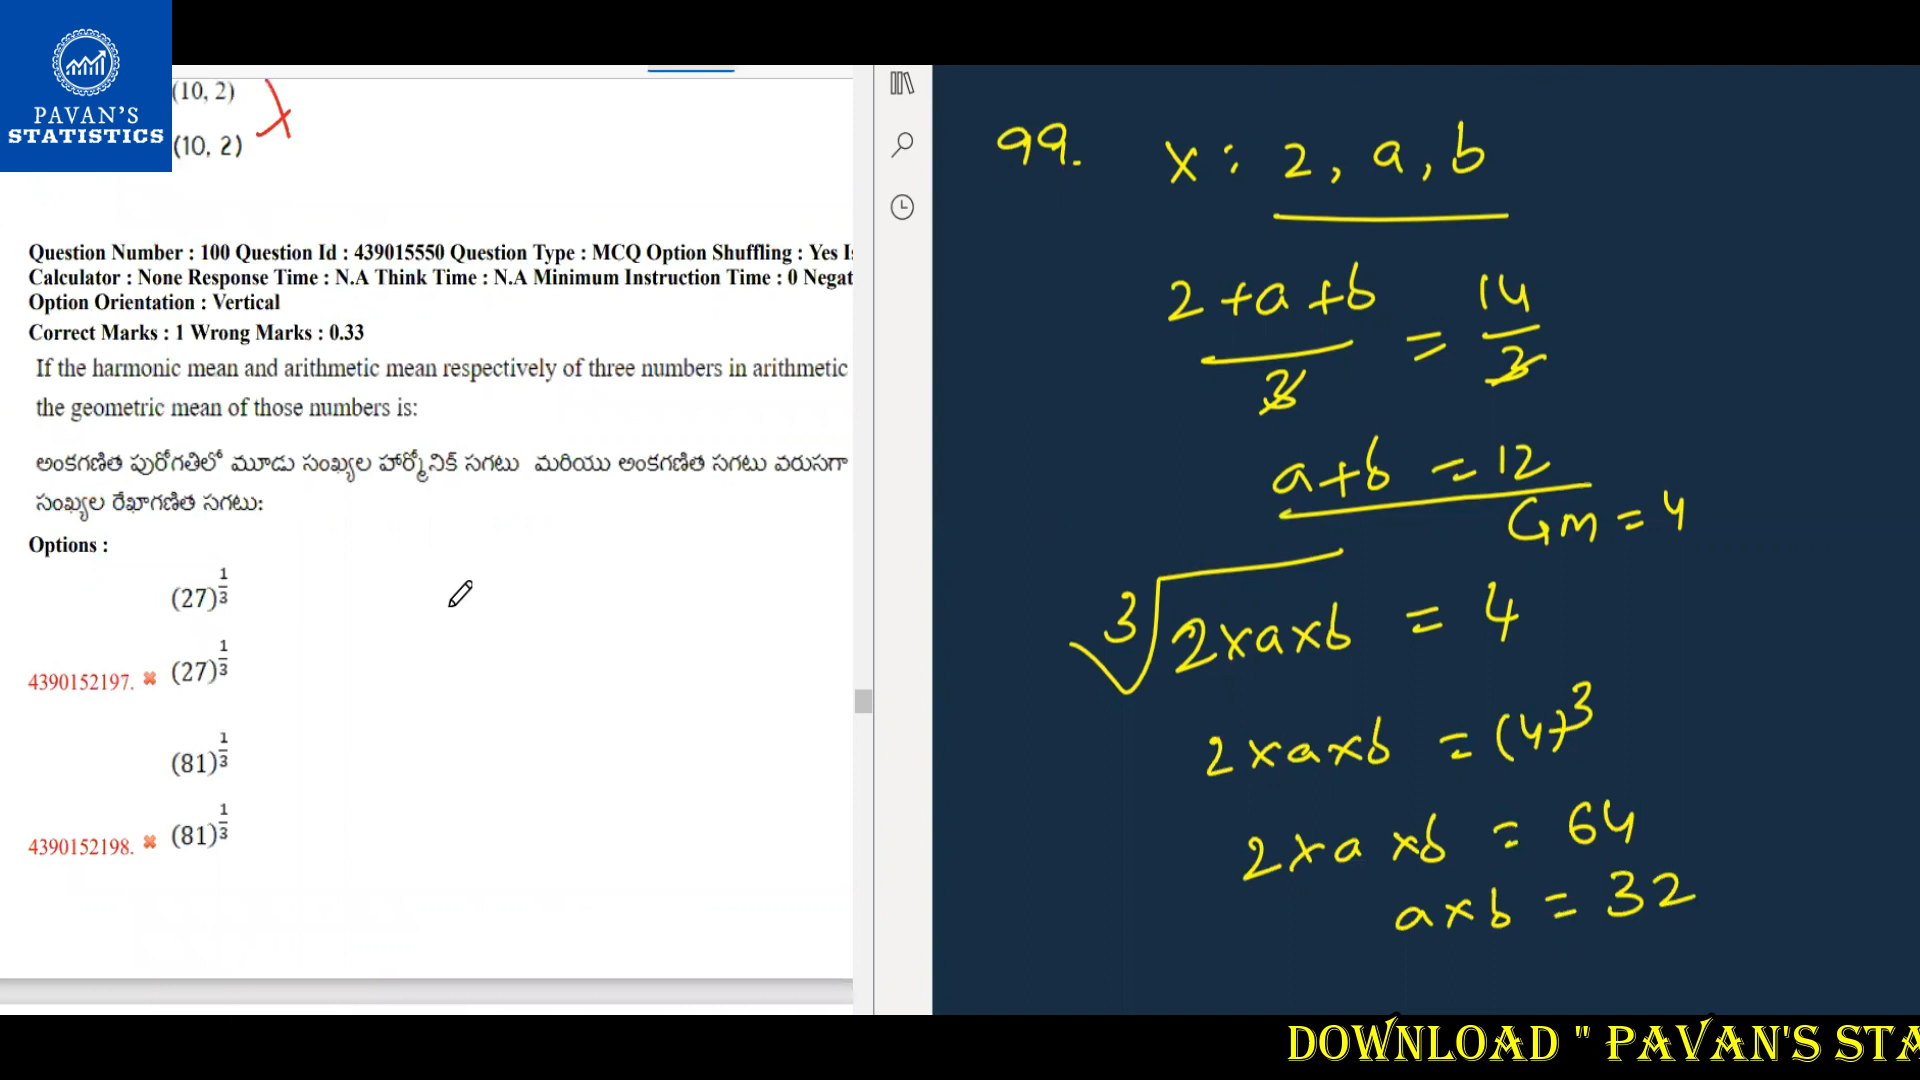 PAVAN'S
STATISTICS
(10, 2)
(10, 2)
Question Number : 100 Question Id : 439015550 Question Type : MCQ Option Shuffling : Yes
Calculator : None Response Time : N.A Think Time : N.A Minimum Instruction Time : 0
Option Orientation : Vertical
Correct Marks : 1 Wrong Marks : 0.33
If the harmonic mean and arithmetic mean respectively of three numbers in arithmetic
the geometric mean of those numbers is:
అంకగణిత పురోగతిలో మూడు సంఖ్యల హార్మోనిక్ సగటు మరియు అంకగణిత సగటు వరుసగా
సంఖ్యల రేఖాగణిత సగటు:
Options :
(27)^1/3
4390152197. ✖ (27)^1/3
(81)^1/3
4390152198. ✖ (81)^1/3
99. x : 2, a, b
2+a+b/3 = 14/3
a+b = 12
Gm = 4
∛2×a×b = 4
2×a×b = (4)^3
2×a×b = 64
a×b = 32
DOWNLOAD " PAVAN'S STA